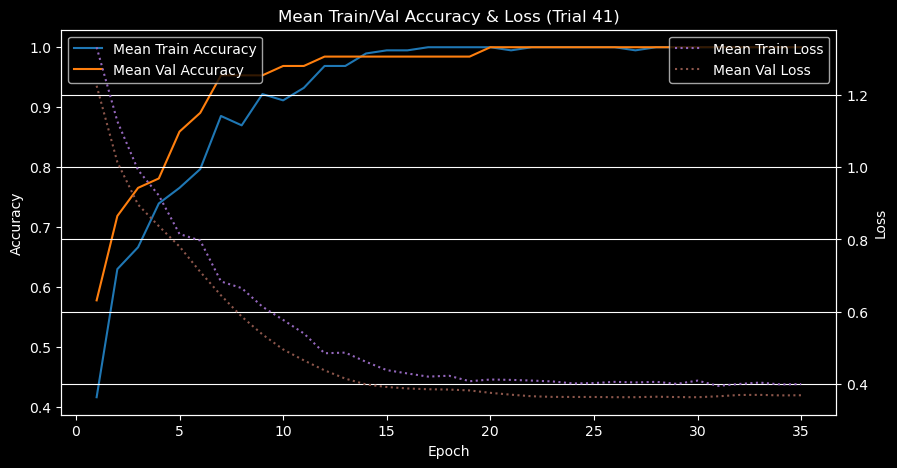 Mean Train/Val Accuracy & Loss (Trial 41)
Mean Train Accuracy
Mean Val Accuracy
Mean Train Loss
Mean Val Loss
1.0
0.9
0.8
0.7
0.6
0.5
0.4
Accuracy
1.2
1.0
0.8
0.6
0.4
Loss
0 5 10 15 20 25 30 35
Epoch